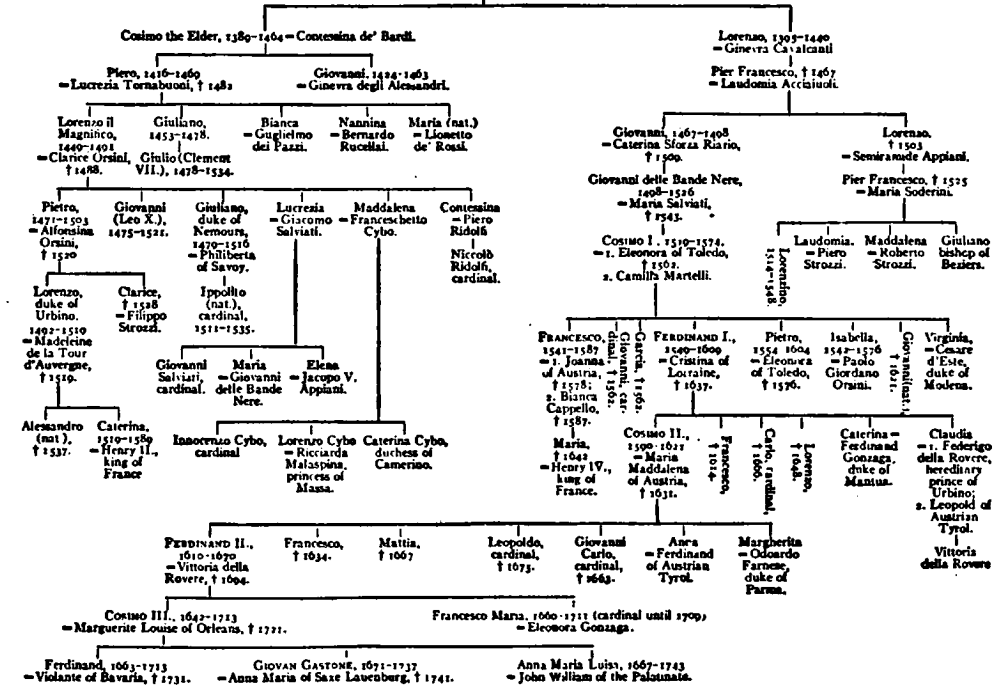 Cosimo the Elder, 1389-1464 = Contessina de' Bardi.
Lorenzo, 1395-1440
= Ginevra Cavalcanti
Piero, 1416-1469
= Lucrezia Tornabuoni, † 1482
Giovanni, 1424-1463
= Ginevra degli Alessandri.
Pier Francesco, † 1467
= Laudomia Acciaiuoli.
Lorenzo il
Magnifico,
1449-1492
= Clarice Orsini,
† 1488.
Giuliano,
1453-1478.
Giulio (Clement
VII.), 1478-1534.
Bianca
= Guglielmo
dei Pazzi.
Nannina
= Bernardo
Rucellai.
Maria (nat.)
= Lionetto
de' Rossi.
Giovanni, 1467-1498
= Caterina Sforza Riario,
† 1509.
Lorenzo.
† 1503
= Semiramide Appiani.
Giovanni delle Bande Nere,
1498-1526
= Maria Salviati,
† 1543.
Pier Francesco, † 1525
= Maria Soderini.
Pietro,
1471-1503
= Alfonsina
Orsini,
† 1520
Giovanni
(Leo X.),
1475-1521.
Giuliano,
duke of
Nemours,
1479-1516
= Philiberta
of Savoy.
Lucrezia
= Giacomo
Salviati.
Maddalena
= Franceschetto
Cybo.
Contessina
= Piero
Ridolfi
Niccolò
Ridolfi,
cardinal.
COSIMO I. 1519-1574.
= 1. Eleonora of Toledo,
† 1562.
2. Camilla Martelli.
Lorenzino,
1514-1548.
Laudomia.
= Piero
Strozzi.
Maddalena
= Roberto
Strozzi.
Giuliano
bishop of
Beziers.
Lorenzo,
duke of
Urbino.
1492-1519
= Madeleine
de la Tour
d'Auvergne,
† 1519.
Clarice,
† 1528
= Filippo
Strozzi.
Ippolito
(nat.),
cardinal,
1511-1535.
Giovanni
Salviati,
cardinal.
Maria
= Giovanni
delle Bande
Nere.
Elena
= Jacopo V.
Appiani.
FRANCESCO,
1541-1587
= 1. Joanna
of Austria,
† 1578;
2. Bianca
Cappello,
† 1587.
Giovanni, car-
dinal, † 1562.
Garcia, † 1562.
FERDINAND I.,
1549-1609
= Cristina of
Lorraine,
† 1637.
Pietro,
1554 1604
= Eleonora
of Toledo,
† 1576.
Isabella,
1542-1576
= Paolo
Giordano
Orsini.
Giovanni (nat.),
† 1621.
Virginia,
= Cesare
d'Este,
duke of
Modena.
Alessandro
(nat.),
† 1537.
Caterina,
1519-1589
= Henry II.,
king of
France
Innocenzo Cybo,
cardinal
Lorenzo Cybo
= Ricciarda
Malaspina,
princess of
Massa.
Caterina Cybo,
duchess of
Camerino.
Maria,
† 1642
= Henry IV.,
king of
France.
COSIMO II.,
1590-1621
= Maria
Maddalena
of Austria,
† 1631.
Francesco,
† 1614.
Carlo, cardinal,
† 1666.
Lorenzo,
† 1648.
Caterina =
Ferdinand
Gonzaga,
duke of
Mantua.
Claudia
= 1. Federigo
della Rovere,
hereditary
prince of
Urbino;
2. Leopold of
Austrian
Tyrol.
Vittoria
della Rovere
FERDINAND II.,
1610-1670
= Vittoria della
Rovere, † 1694.
Francesco,
† 1634.
Mattia,
† 1667
Leopoldo,
cardinal,
† 1675.
Giovanni
Carlo,
cardinal,
† 1663.
Anna
= Ferdinand
of Austrian
Tyrol.
Margherita
= Odoardo
Farnese,
duke of
Parma.
COSIMO III., 1642-1723
= Marguerite Louise of Orleans, † 1721.
Francesco Maria, 1660-1711 (cardinal until 1709)
= Eleonora Gonzaga.
Ferdinand, 1663-1713
= Violante of Bavaria, † 1731.
GIOVAN GASTONE, 1671-1737
= Anna Maria of Saxe Lauenburg, † 1741.
Anna Maria Luisa, 1667-1743
= John William of the Palatinate.